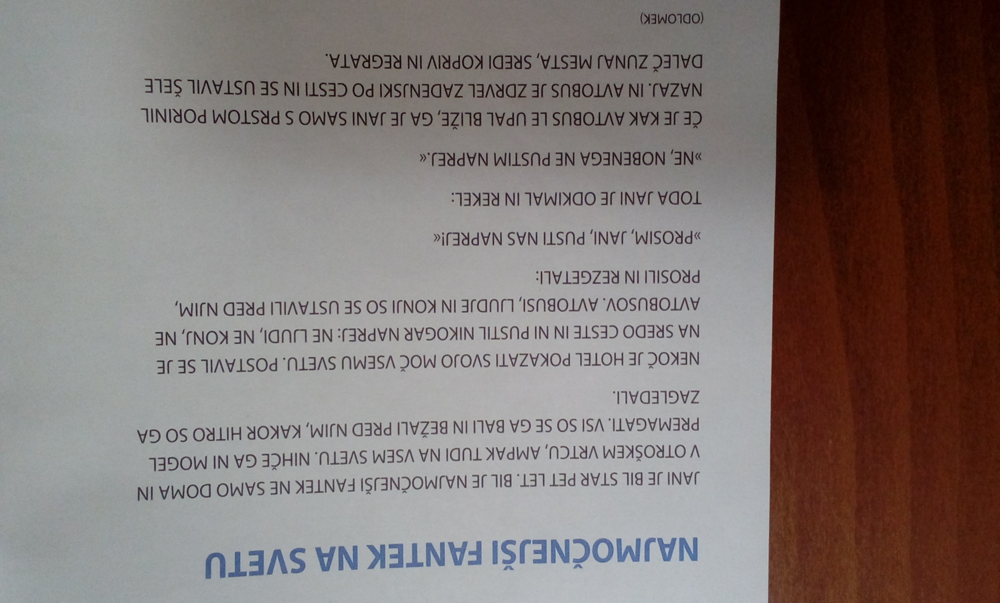 NAJMOČNEJŠI FANTEK NA SVETU
JANI JE BIL STAR PET LET. BIL JE NAJMOČNEJŠI FANTEK NE SAMO DOMA IN
V OTROŠKEM VRTCU, AMPAK TUDI NA VSEM SVETU. NIHČE GA NI MOGEL
PREMAGATI. VSI SO SE GA BALI IN BEŽALI PRED NJIM, KAKOR HITRO SO GA
ZAGLEDALI.
NEKOČ JE HOTEL POKAZATI SVOJO MOČ VSEMU SVETU. POSTAVIL SE JE
NA SREDO CESTE IN NI PUSTIL NIKOGAR NAPREJ: NE LJUDI, NE KONJ, NE
AVTOBUSOV. AVTOBUSI, LJUDJE IN KONJI SO SE USTAVILI PRED NJIM,
PROSILI IN REZGETALI:
»PROSIM, JANI, PUSTI NAS NAPREJ!«
TODA JANI JE ODKIMAL IN REKEL:
»NE, NOBENEGA NE PUSTIM NAPREJ.«
ČE JE KAK AVTOBUS LE UPAL BLIŽE, GA JE JANI SAMO S PRSTOM PORINIL
NAZAJ. IN AVTOBUS JE ZDRVEL ZADENJSKI PO CESTI IN SE USTAVIL ŠELE
DALEČ ZUNAJ MESTA, SREDI KOPRIV IN REGRATA.
(ODLOMEK)